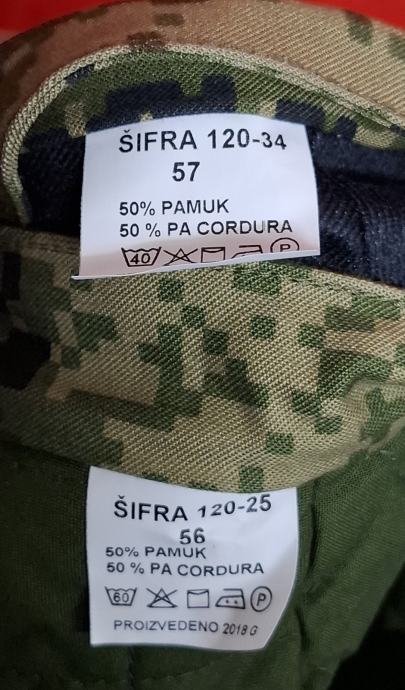 ŠIFRA 120-34
57
50% PAMUK
50 % PA CORDURA
40 P
ŠIFRA 120-25
56
50% PAMUK
50 % PA CORDURA
60 P
PROIZVEDENO 2018 G